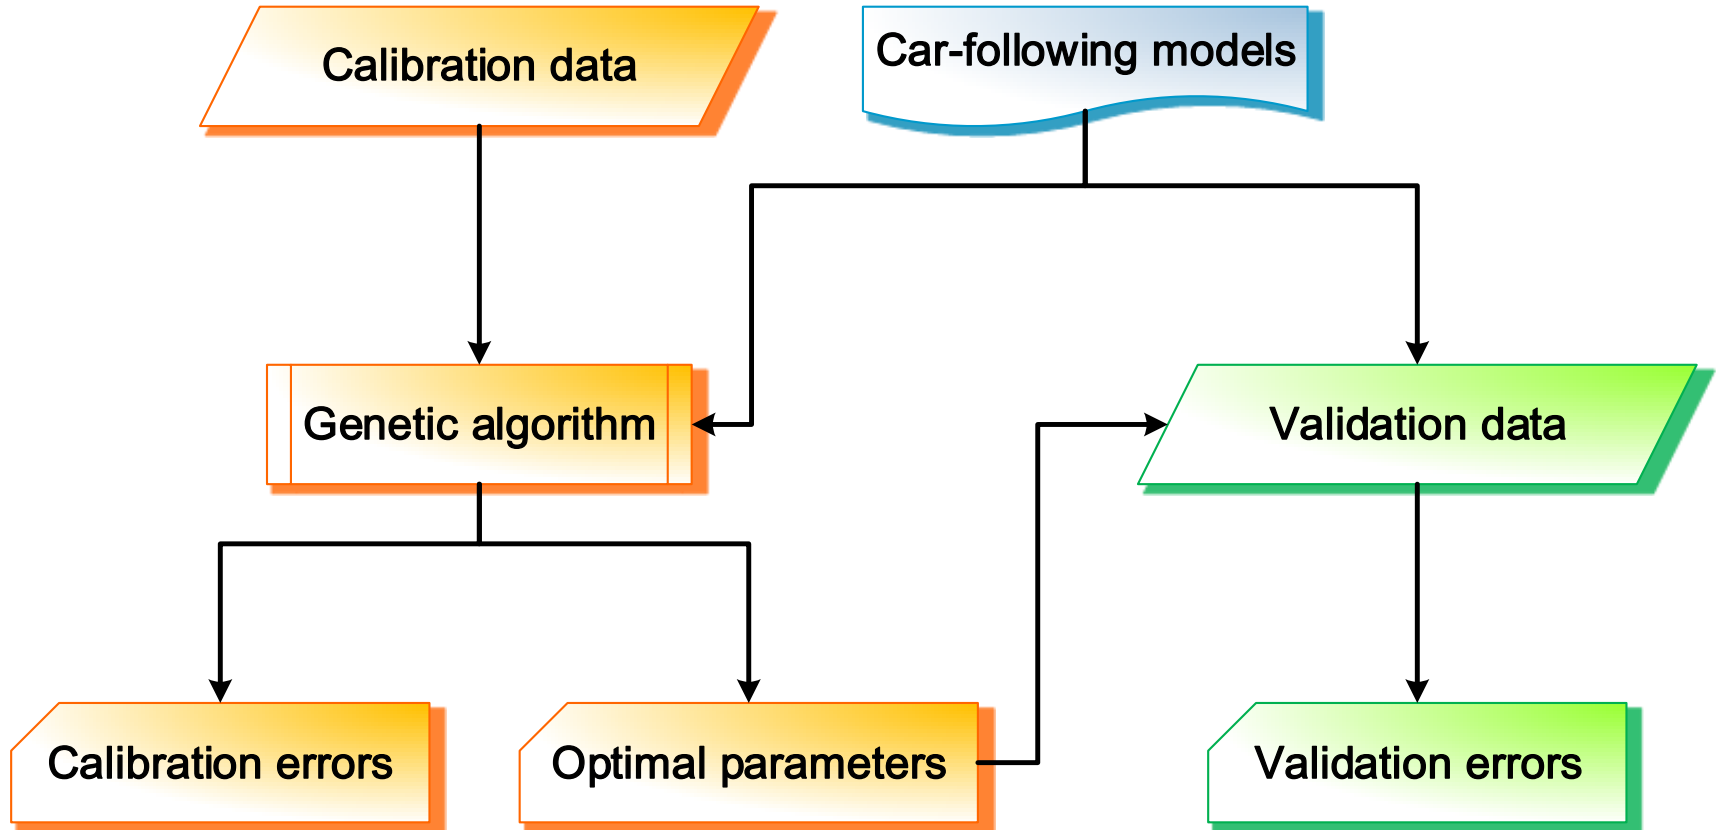 Calibration data
Car-following models
Genetic algorithm
Validation data
Calibration errors
Optimal parameters
Validation errors